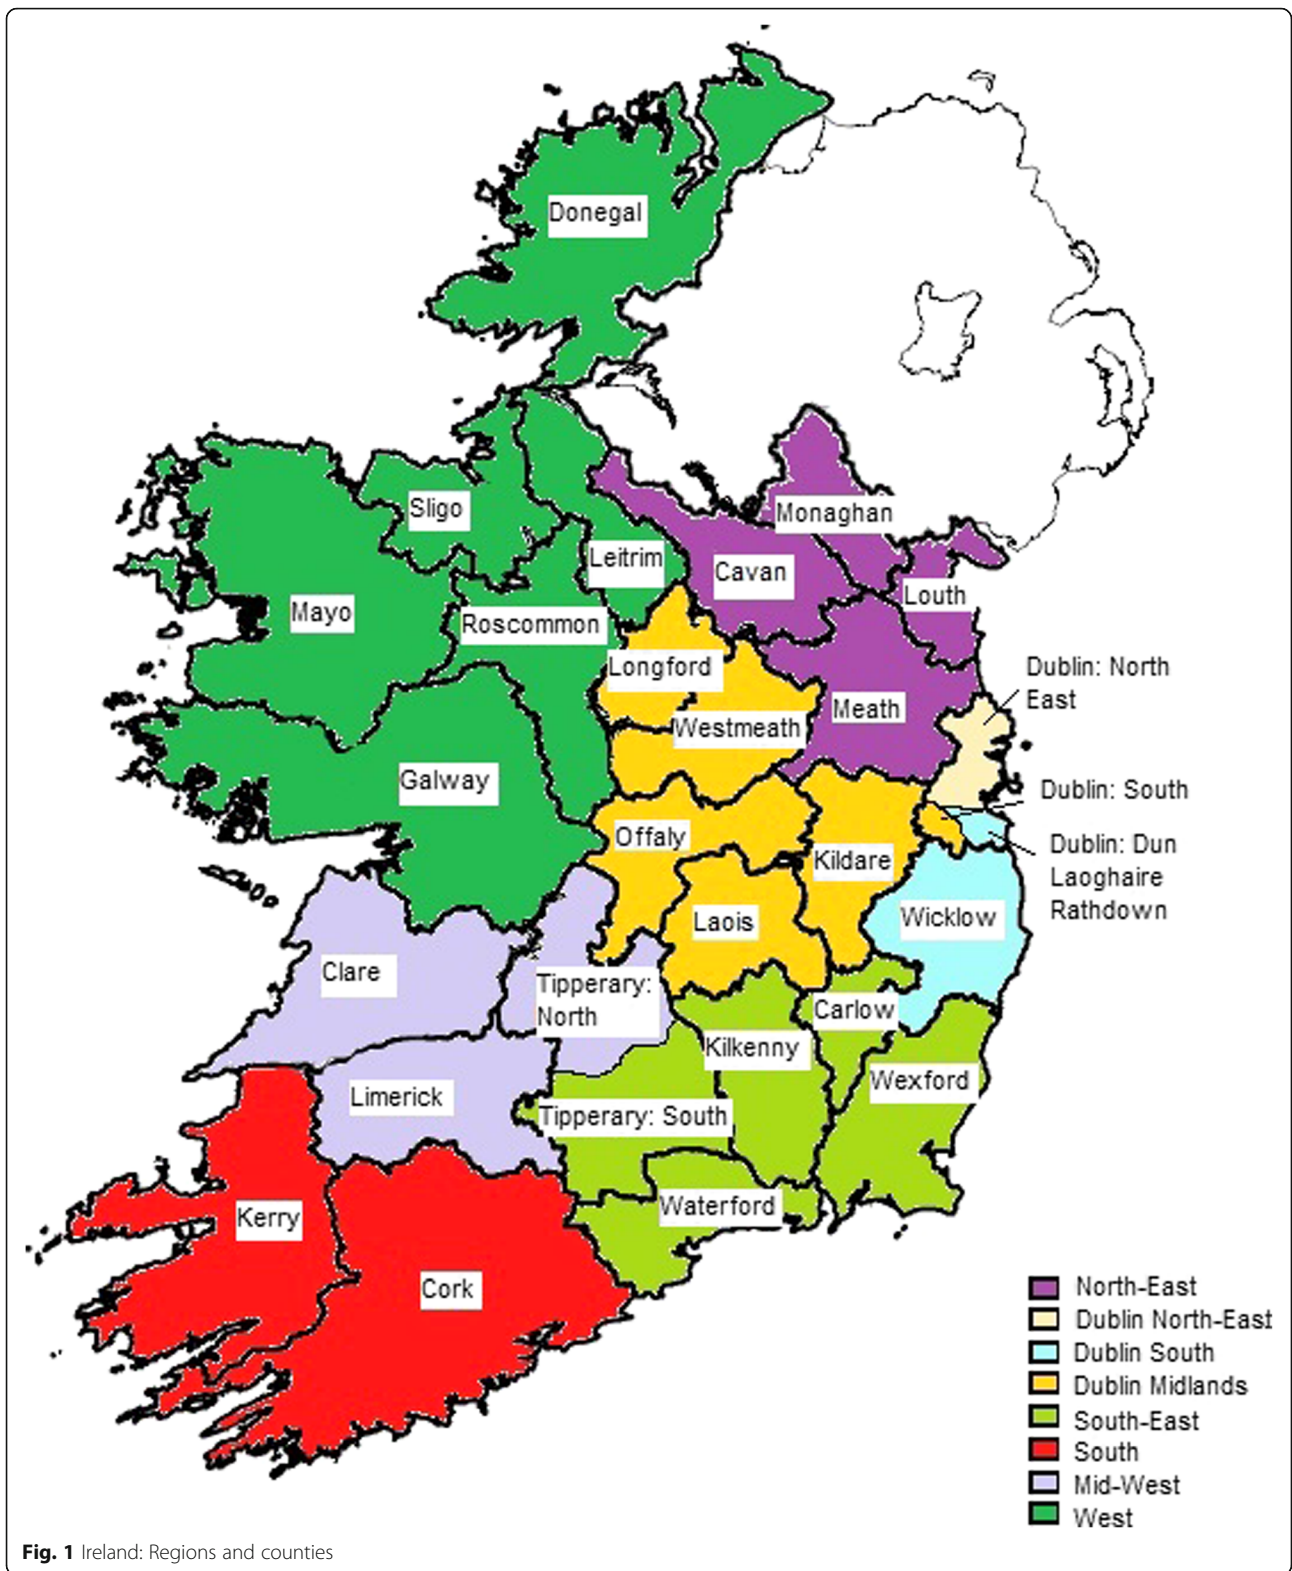 Donegal
Monaghan
Sligo
Leitrim
Cavan
Louth
Mayo
Roscommon
Longford
Dublin: North
East
Meath
Westmeath
Galway
Dublin: South
Offaly
Kildare
Dublin: Dun
Laoghaire
Rathdown
Laois
Wicklow
Clare
Tipperary:
North
Carlow
Kilkenny
Wexford
Limerick
Tipperary: South
Waterford
Kerry
Cork
North-East
Dublin North-East
Dublin South
Dublin Midlands
South-East
South
Mid-West
West
Fig. 1 Ireland: Regions and counties